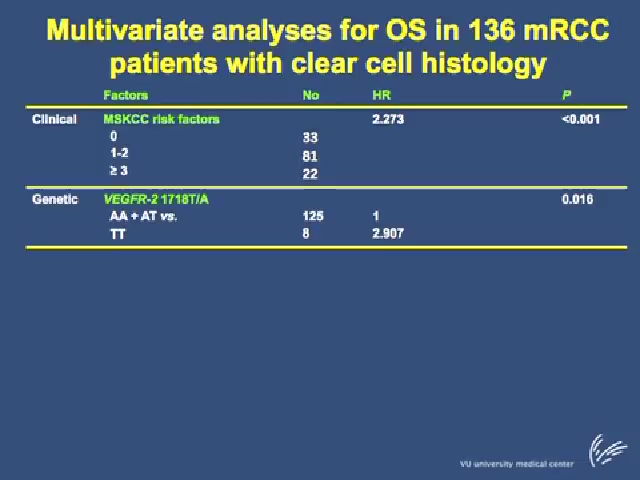 Multivariate analyses for OS in 136 mRCC
patients with clear cell histology
Factors No HR P
Clinical MSKCC risk factors 2.273 <0.001
0 33
1-2 81
≥ 3 22
Genetic VEGFR-2 1718T/A 0.016
AA + AT vs. 125 1
TT 8 2.907
VU university medical center